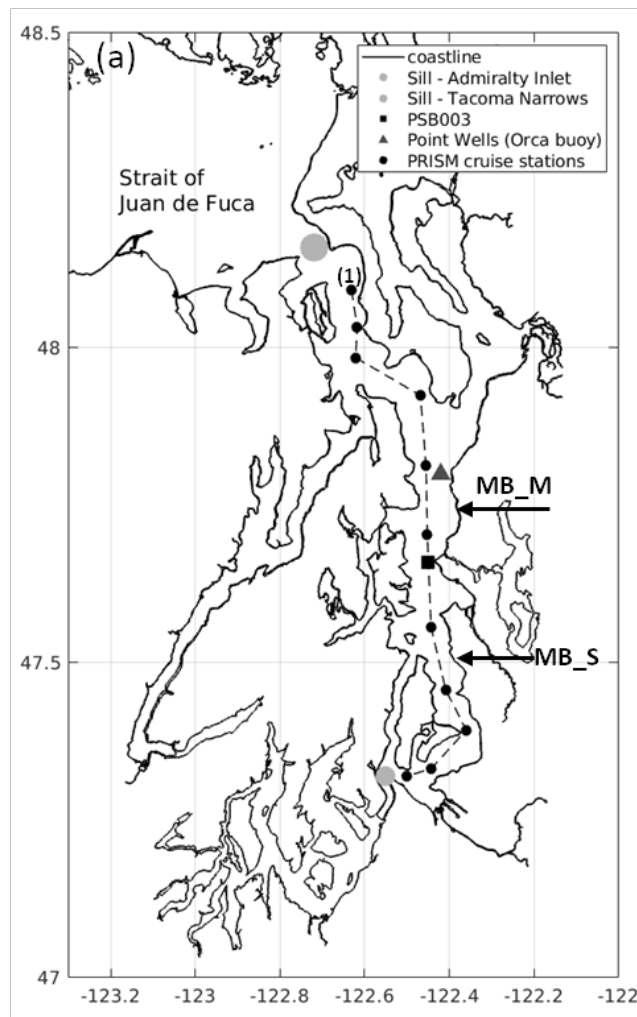 48.5
(a)
coastline
Sill - Admiralty Inlet
Sill - Tacoma Narrows
PSB003
Point Wells (Orca buoy)
PRISM cruise stations
Strait of
Juan de Fuca
(1)
48
MB_M
47.5
MB_S
47
-123.2 -123 -122.8 -122.6 -122.4 -122.2 -122